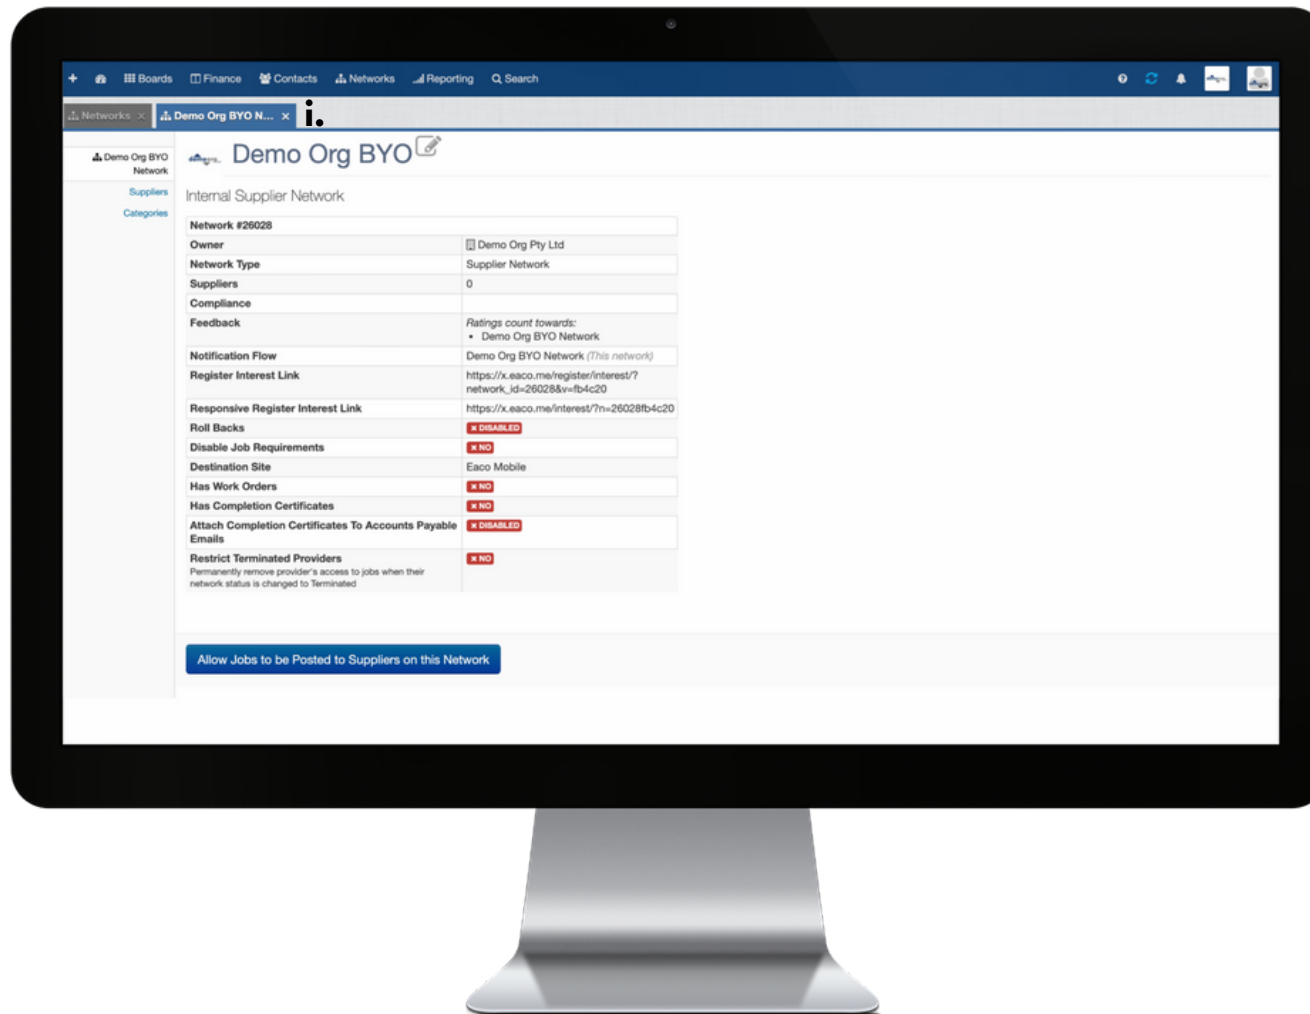 Boards Finance Contacts Networks Reporting Search
Networks × Demo Org BYO N... × i.
Demo Org BYO
Network
Suppliers
Categories
Demo Org BYO
Internal Supplier Network
Network #26028
Owner Demo Org Pty Ltd
Network Type Supplier Network
Suppliers 0
Compliance
Feedback Ratings count towards:
• Demo Org BYO Network
Notification Flow Demo Org BYO Network (This network)
Register Interest Link https://x.eaco.me/register/interest/?
network_id=26028&v=fb4c20
Responsive Register Interest Link https://x.eaco.me/interest/?n=26028fb4c20
Roll Backs × DISABLED
Disable Job Requirements × NO
Destination Site Eaco Mobile
Has Work Orders × NO
Has Completion Certificates × NO
Attach Completion Certificates To Accounts Payable × DISABLED
Emails
Restrict Terminated Providers × NO
Permanently remove provider's access to jobs when their
network status is changed to Terminated
Allow Jobs to be Posted to Suppliers on this Network